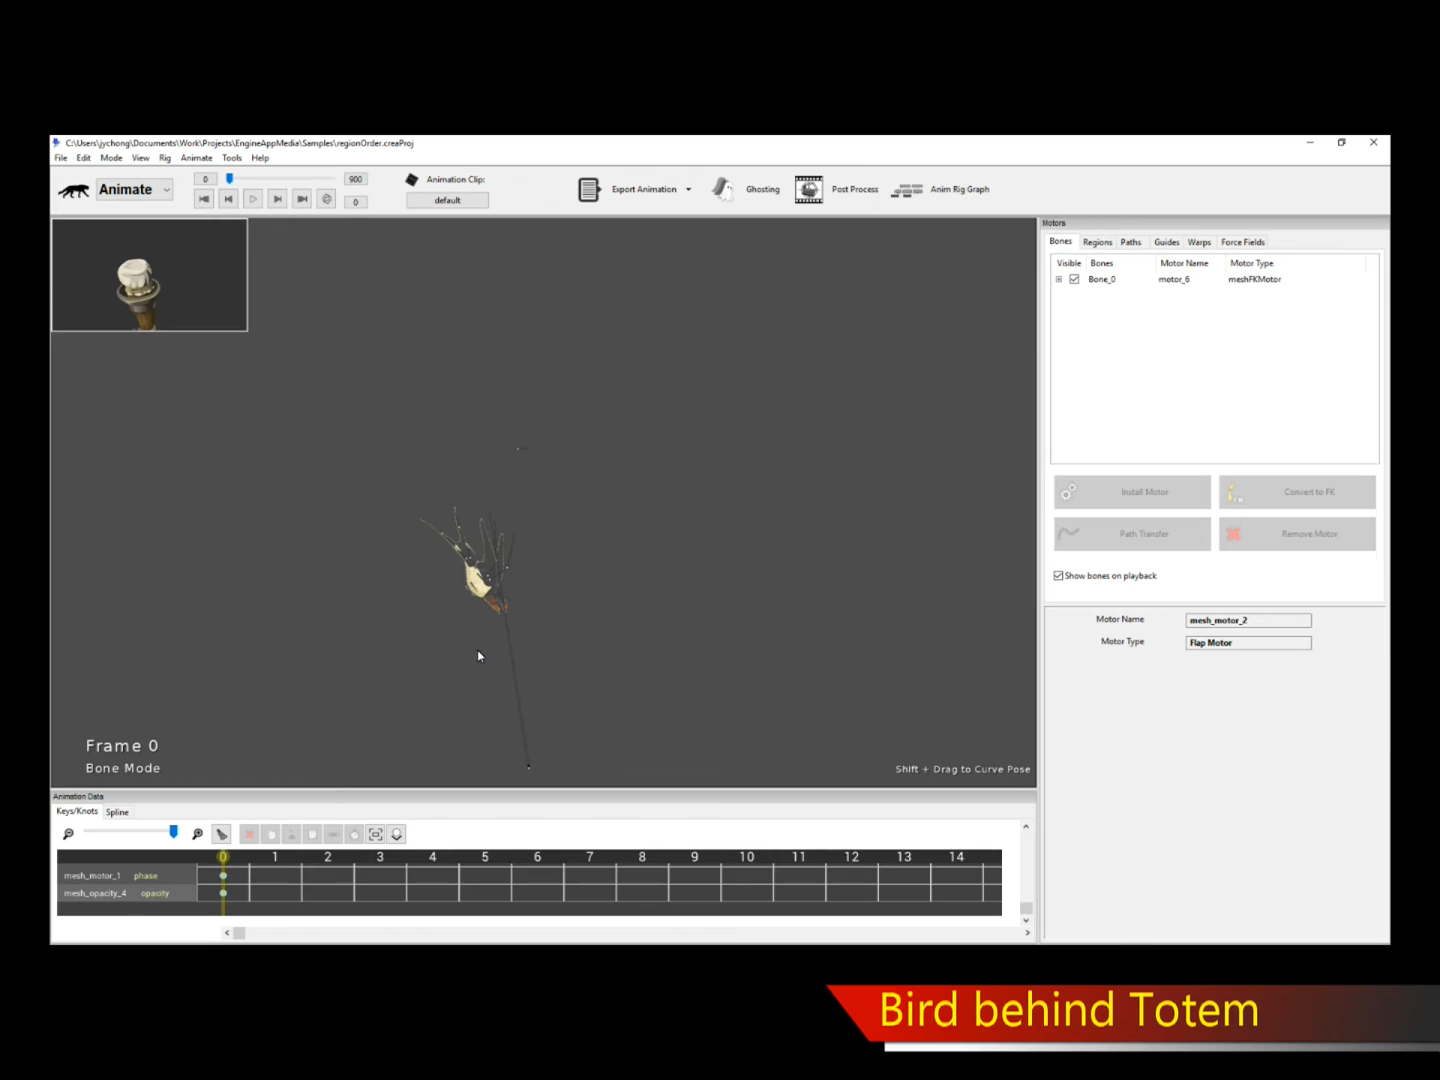 C:\Users\jychong\Documents\Work\Projects\EngineAppMedia\Samples\regionOrder.creaProj
File Edit Mode View Rig Animate Tools Help
Animate
0
900
0
Animation Clip:
default
Export Animation
Ghosting
Post Process
Anim Rig Graph
Motors
Bones Regions Paths Guides Warps Force Fields
Visible Bones Motor Name Motor Type
Bone_0 motor_6 meshFKMotor
Install Motor
Convert to FK
Path Transfer
Remove Motor
Show bones on playback
Motor Name mesh_motor_2
Motor Type Flap Motor
Frame 0
Bone Mode
Shift + Drag to Curve Pose
Animation Data
Keys/Knots Spline
0 1 2 3 4 5 6 7 8 9 10 11 12 13 14
mesh_motor_1 phase
mesh_opacity_4 opacity
Bird behind Totem